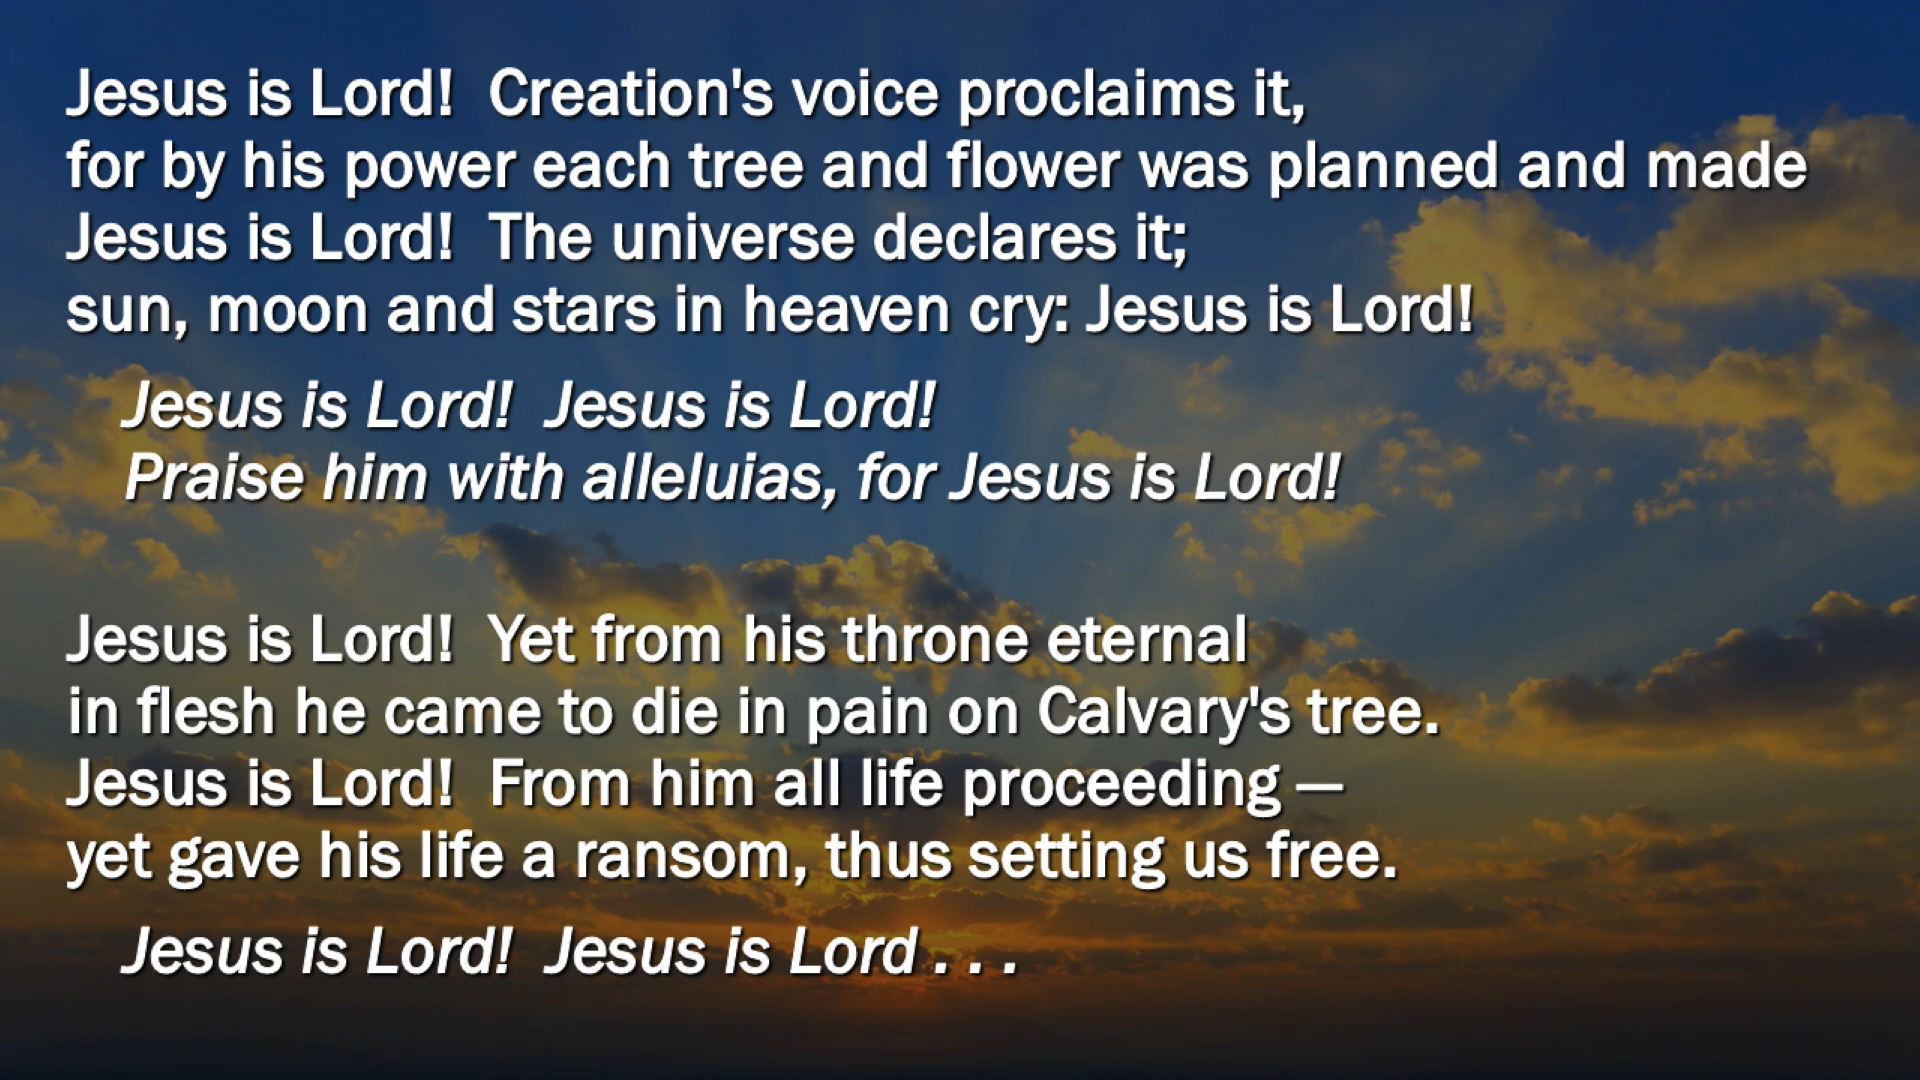 Jesus is Lord!  Creation's voice proclaims it,
for by his power each tree and flower was planned and made
Jesus is Lord!  The universe declares it;
sun, moon and stars in heaven cry: Jesus is Lord!
Jesus is Lord!  Jesus is Lord!
Praise him with alleluias, for Jesus is Lord!
Jesus is Lord!  Yet from his throne eternal
in flesh he came to die in pain on Calvary's tree.
Jesus is Lord!  From him all life proceeding —
yet gave his life a ransom, thus setting us free.
Jesus is Lord!  Jesus is Lord . . .